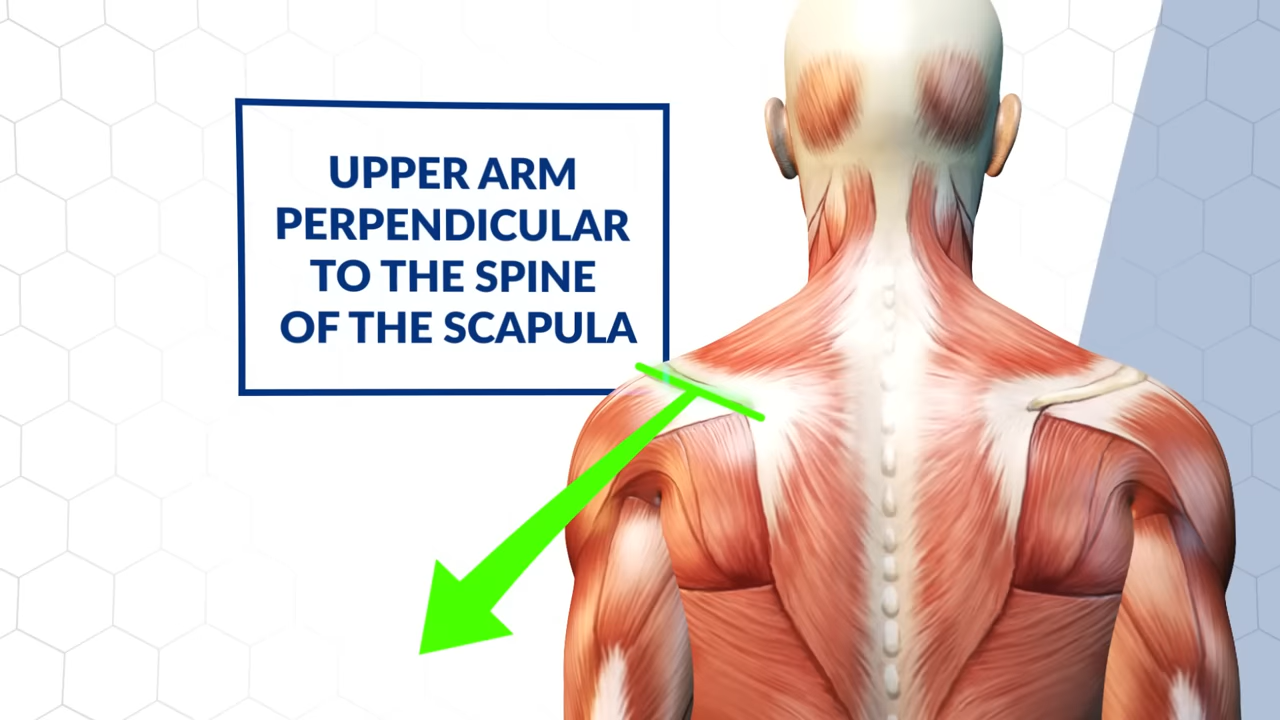 UPPER ARM
PERPENDICULAR
TO THE SPINE
OF THE SCAPULA